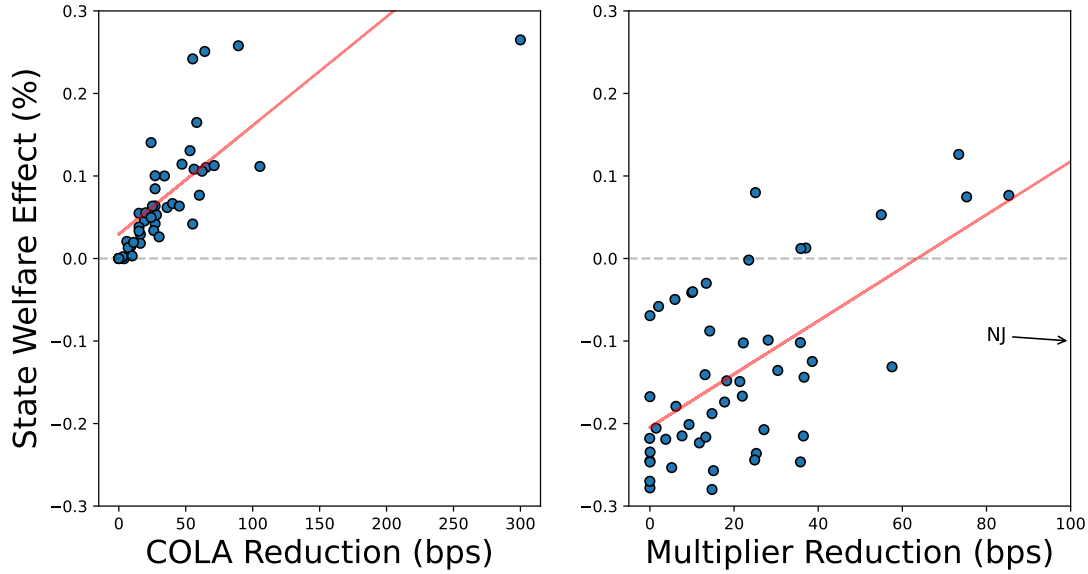 State Welfare Effect (%)
0.3
0.2
0.1
0.0
−0.1
−0.2
−0.3
0 50 100 150 200 250 300
COLA Reduction (bps)
0.3
0.2
0.1
0.0
−0.1
−0.2
−0.3
NJ
0 20 40 60 80 100
Multiplier Reduction (bps)